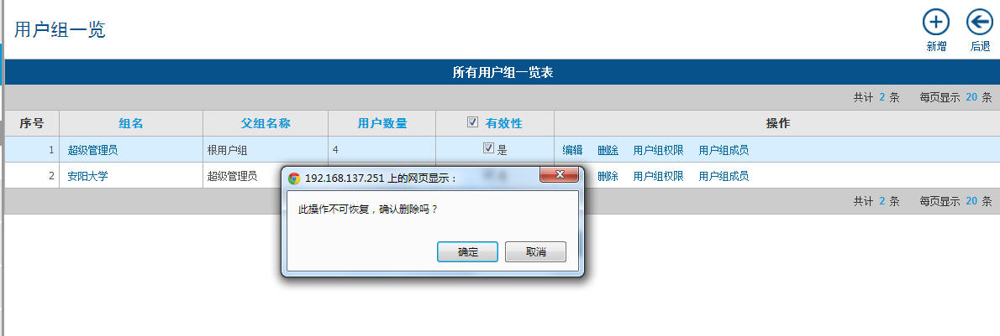 用户组一览
新增 后退
所有用户组一览表
共计 2 条 每页显示 20 条
序号 组名 父组名称 用户数量 有效性 操作
1 超级管理员 根用户组 4 是 编辑 删除 用户组权限 用户组成员
2 安阳大学 超级管理员 删除 用户组权限 用户组成员
192.168.137.251 上的网页显示：
此操作不可恢复，确认删除吗？
确定 取消
共计 2 条 每页显示 20 条